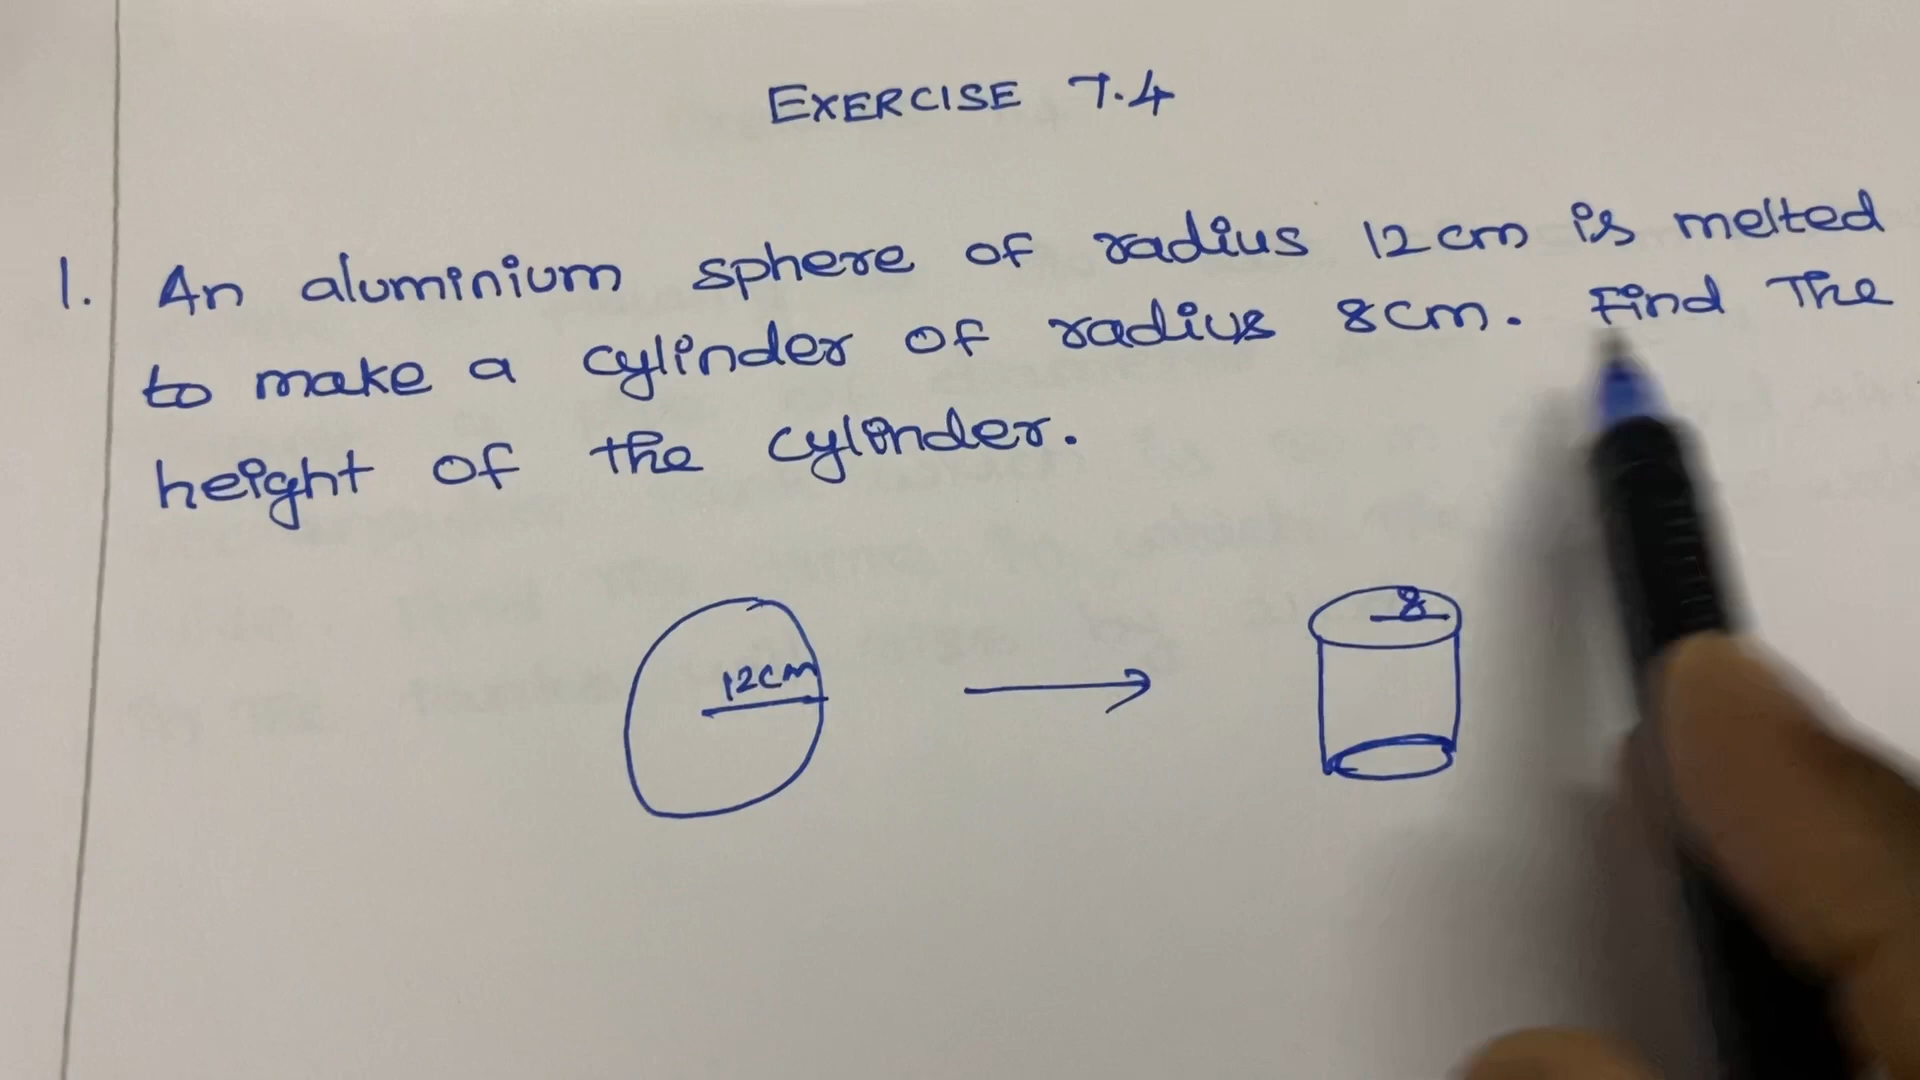 EXERCISE 7.4
1. An aluminium sphere of radius 12cm is melted
to make a cylinder of radius 8cm. Find The
height of the cylinder.
12cm
8